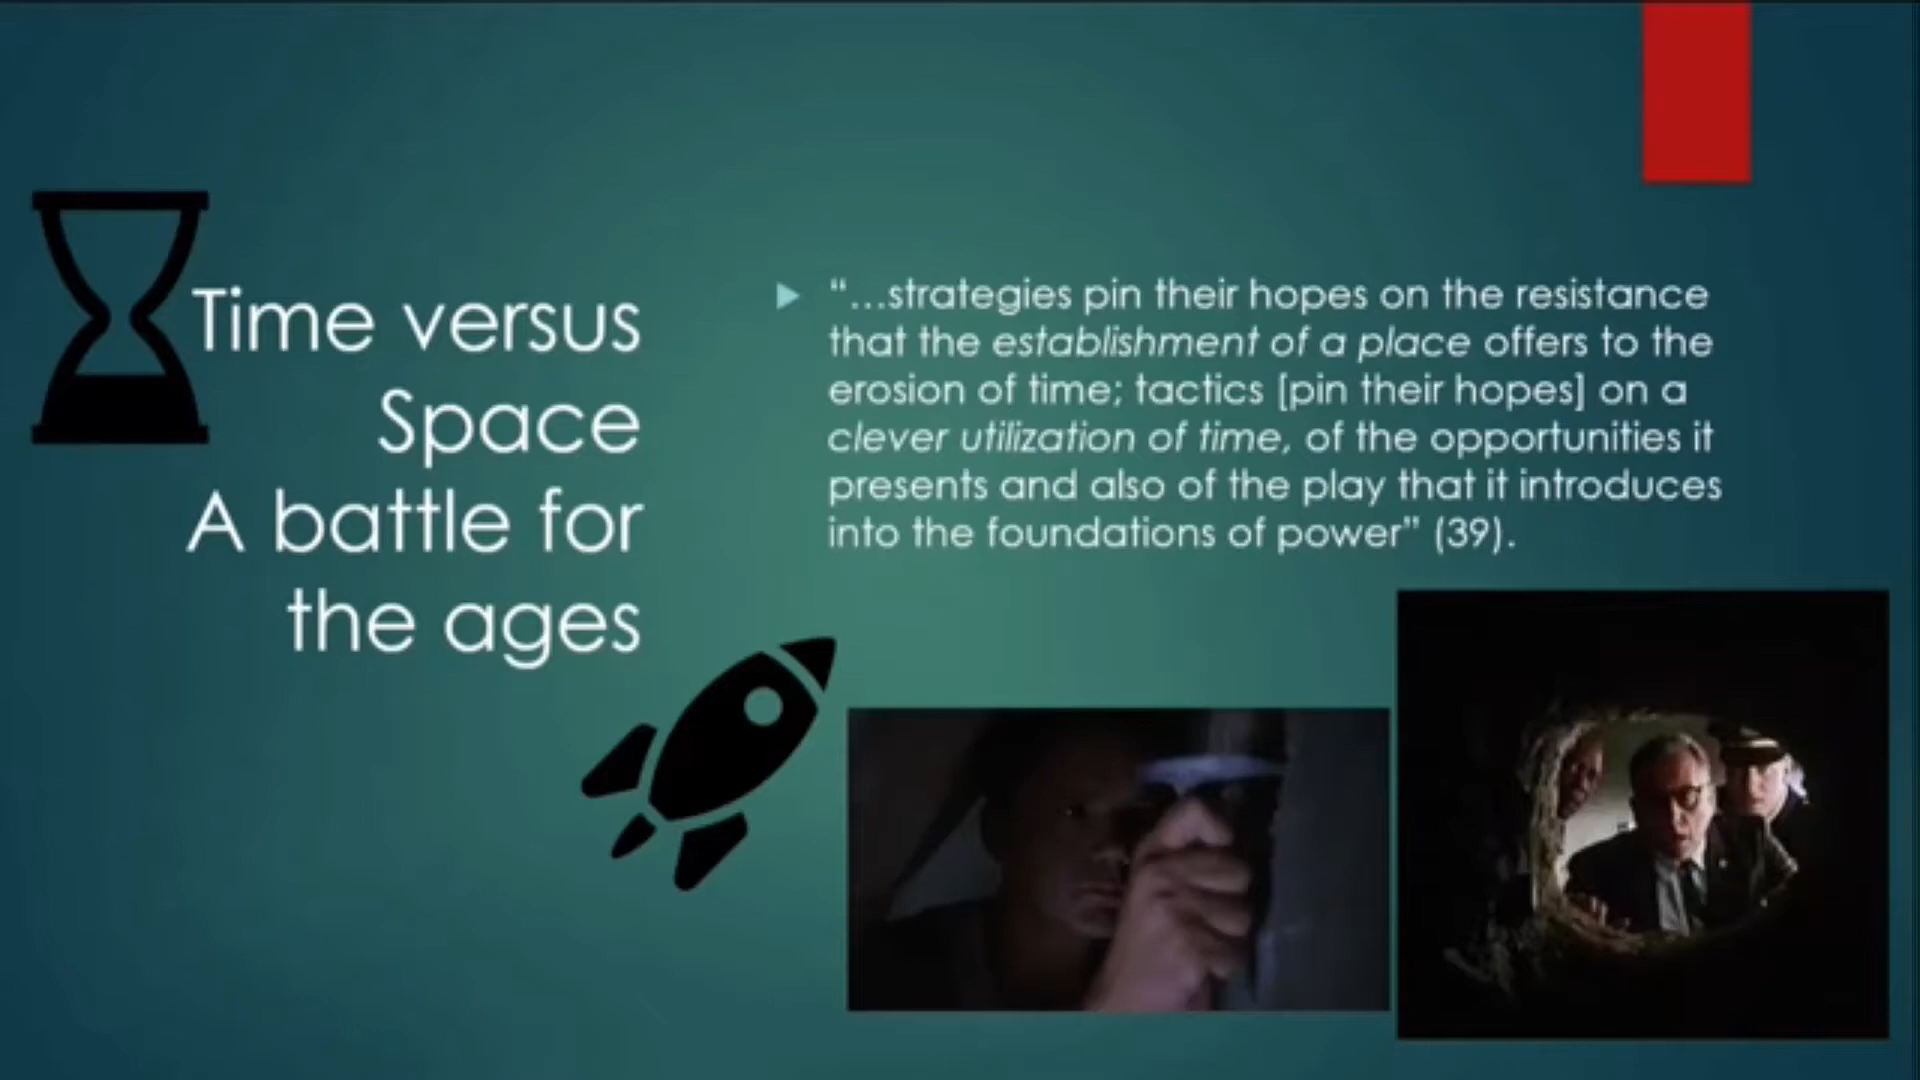 Time versus
Space
A battle for
the ages
“…strategies pin their hopes on the resistance
that the establishment of a place offers to the
erosion of time; tactics [pin their hopes] on a
clever utilization of time, of the opportunities it
presents and also of the play that it introduces
into the foundations of power” (39).